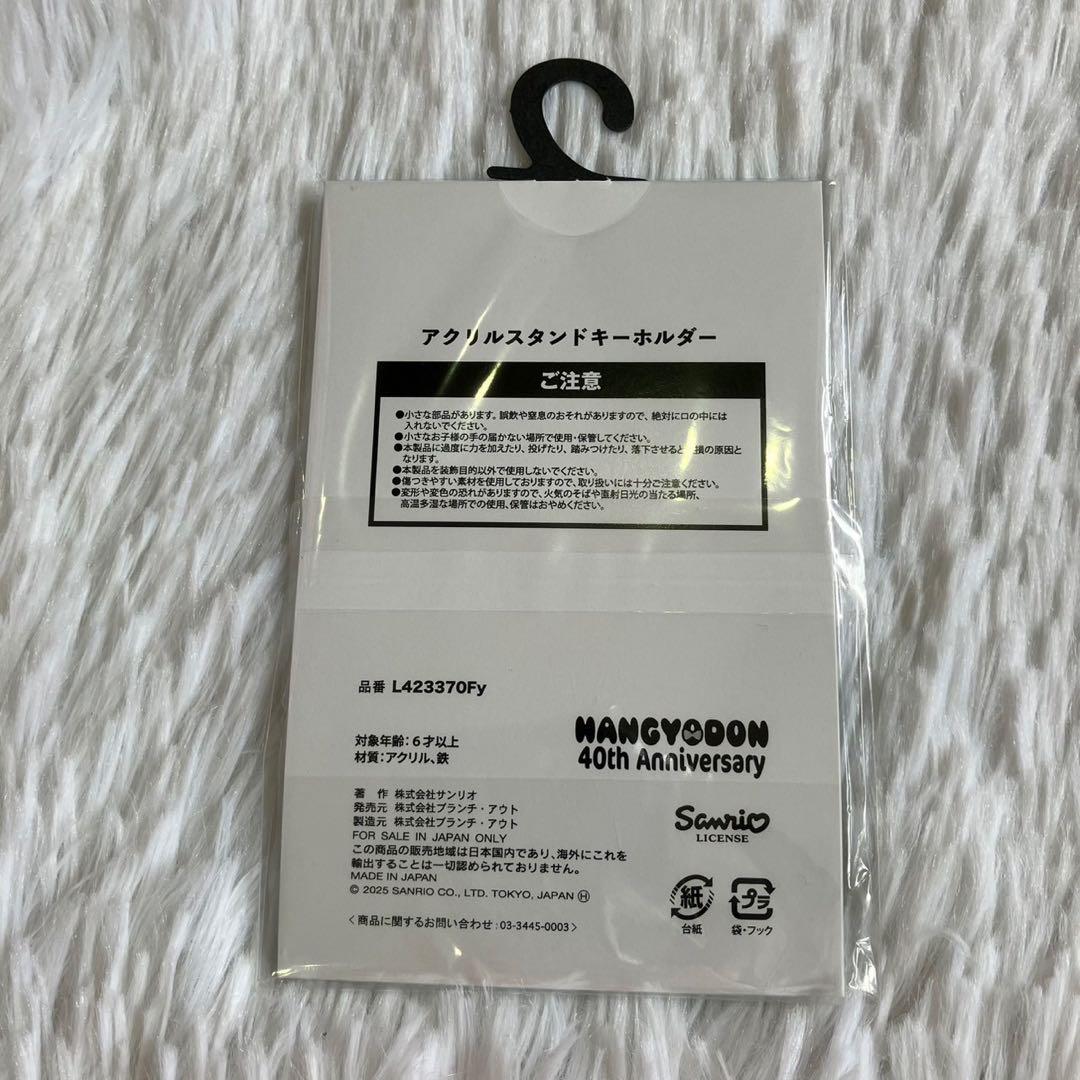 アクリルスタンドキーホルダー
ご注意
●小さな部品があります。誤飲や窒息のおそれがありますので、絶対に口の中には
入れないでください。
●小さなお子様の手の届かない場所で使用・保管してください。
●本製品に過度に力を加えたり、投げたり、踏みつけたり、落下させると 損の原因と
なります。
●本製品を装飾目的以外で使用しないでください。
●傷つきやすい素材を使用しておりますので、取り扱いには十分ご注意ください。
●変形や変色の恐れがありますので、火気のそばや直射日光の当たる場所、
高温多湿な場所での使用、保管はおやめください。
品番 L423370Fy
対象年齢:6才以上
材質:アクリル、鉄
HANGYODON
40th Anniversary
著 作 株式会社サンリオ
発売元 株式会社ブランチ・アウト
製造元 株式会社ブランチ・アウト
FOR SALE IN JAPAN ONLY
この商品の販売地域は日本国内であり、海外にこれを
輸出することは一切認められておりません。
MADE IN JAPAN
© 2025 SANRIO CO., LTD. TOKYO, JAPAN Ⓗ
Sanrio
LICENSE
紙
台紙
プラ
袋・フック
〈商品に関するお問い合わせ:03-3445-0003〉